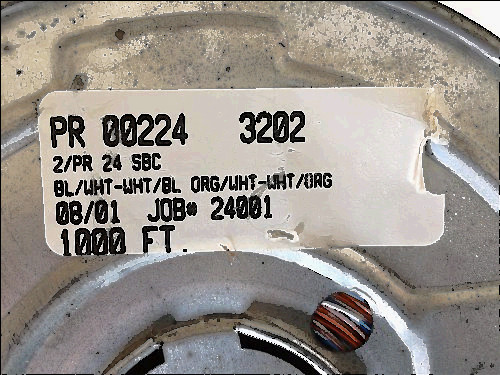 PR 00224 3202
2/PR 24 SBC
BL/WHT-WHT/BL ORG/WHT-WHT/ORG
08/01 JOB# 24001
1000 FT.